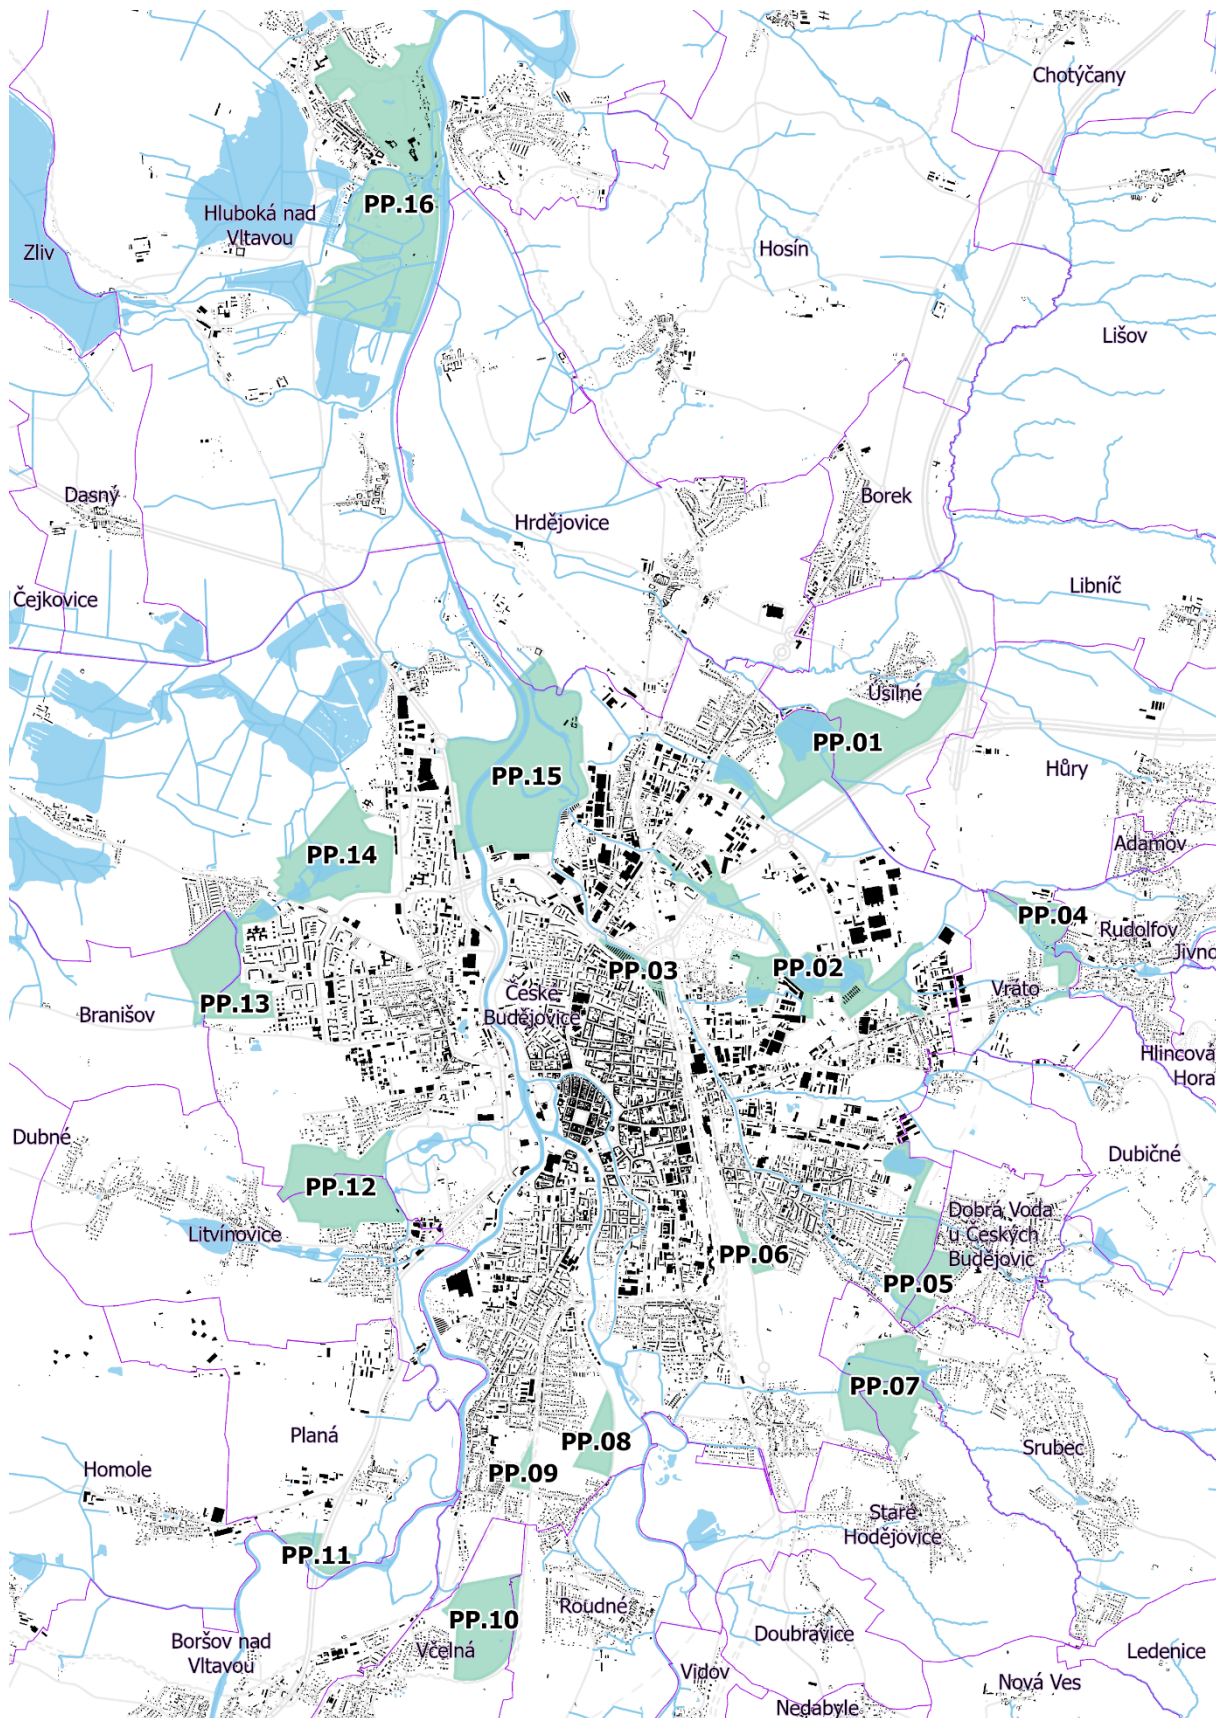 Chotýčany
PP.16
Hluboká nad
Vltavou
Zliv
Hosín
Lišov
Dasný
Borek
Hrdějovice
Čejkovice
Libníč
Úsilné
PP.01
Hůry
PP.15
Adamov
PP.14
PP.04
Rudolfov
Jivno
PP.03
PP.02
Vráto
České
Budějovice
PP.13
Branišov
Hlincova
Hora
Dubné
Dubičné
PP.12
Litvínovice
Dobrá Voda
u Českých
Budějovic
PP.06
PP.05
PP.07
Planá
PP.08
Srubec
Homole
PP.09
Staré
Hodějovice
PP.11
Roudné
PP.10
Včelná
Boršov nad
Vltavou
Doubravice
Ledenice
Vidov
Nová Ves
Nedabyle